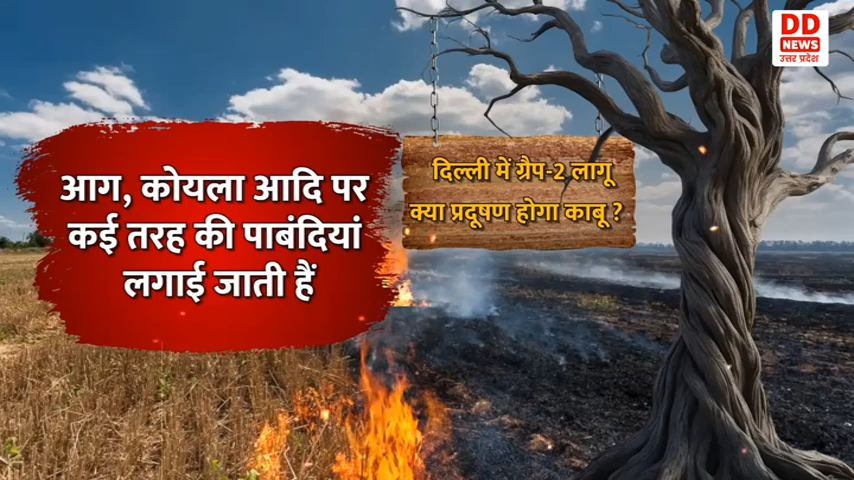 आग, कोयला आदि पर
कई तरह की पाबंदियां
लगाई जाती हैं
दिल्ली में ग्रैप-2 लागू
क्या प्रदूषण होगा काबू ?
DD
NEWS
उत्तर प्रदेश